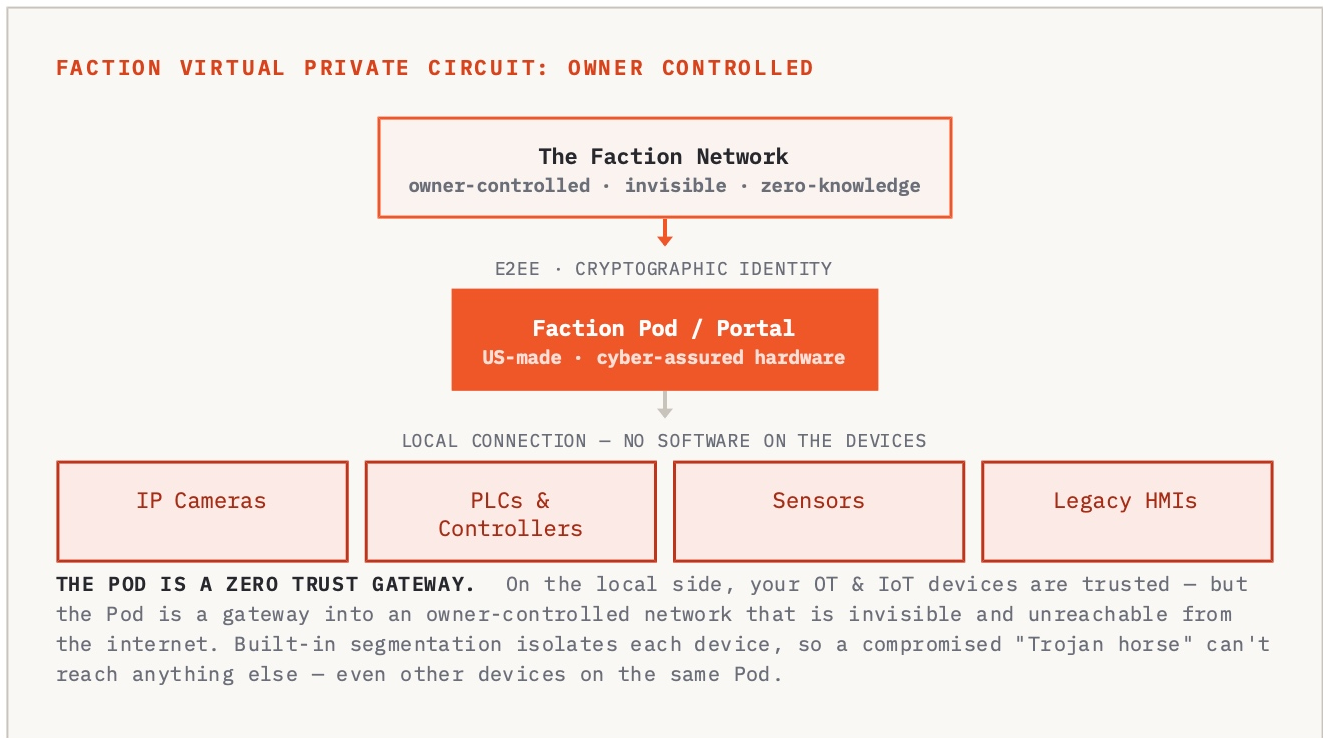 FACTION VIRTUAL PRIVATE CIRCUIT: OWNER CONTROLLED
The Faction Network
owner-controlled · invisible · zero-knowledge
E2EE · CRYPTOGRAPHIC IDENTITY
Faction Pod / Portal
US-made · cyber-assured hardware
LOCAL CONNECTION — NO SOFTWARE ON THE DEVICES
IP Cameras
PLCs &
Controllers
Sensors
Legacy HMIs
THE POD IS A ZERO TRUST GATEWAY. On the local side, your OT & IoT devices are trusted — but
the Pod is a gateway into an owner-controlled network that is invisible and unreachable from
the internet. Built-in segmentation isolates each device, so a compromised "Trojan horse" can't
reach anything else — even other devices on the same Pod.